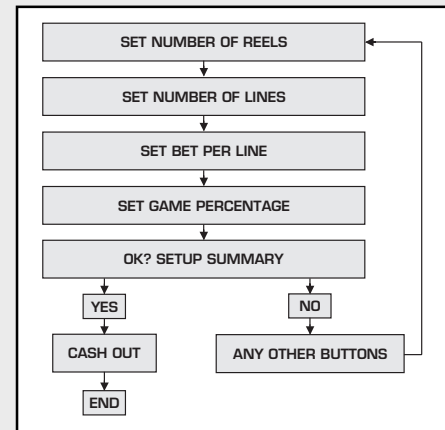 SET NUMBER OF REELS
SET NUMBER OF LINES
SET BET PER LINE
SET GAME PERCENTAGE
OK? SETUP SUMMARY
YES
NO
CASH OUT
ANY OTHER BUTTONS
END